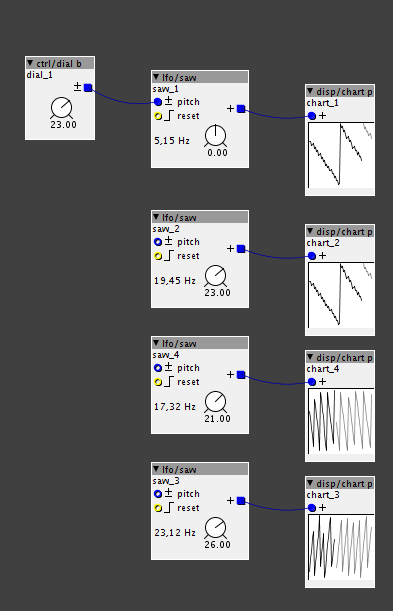 ▼ ctrl/dial b
dial_1
±
23.00
▼ lfo/saw
saw_1
± pitch +
reset
5,15 Hz
0.00
▼ disp/chart p
chart_1
+
▼ lfo/saw
saw_2
± pitch +
reset
19,45 Hz
23.00
▼ disp/chart p
chart_2
+
▼ lfo/saw
saw_4
± pitch +
reset
17,32 Hz
21.00
▼ disp/chart p
chart_4
+
▼ lfo/saw
saw_3
± pitch +
reset
23,12 Hz
26.00
▼ disp/chart p
chart_3
+